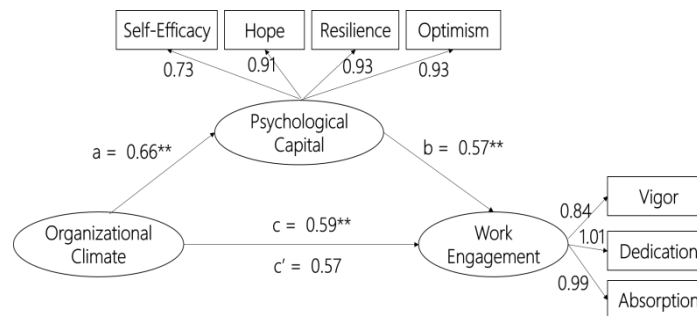 Self-Efficacy Hope Resilience Optimism
0.73 0.91 0.93 0.93
Psychological
Capital
a = 0.66**
b = 0.57**
Organizational
Climate
c = 0.59**
c' = 0.57
Work
Engagement
0.84
1.01
0.99
Vigor
Dedication
Absorption